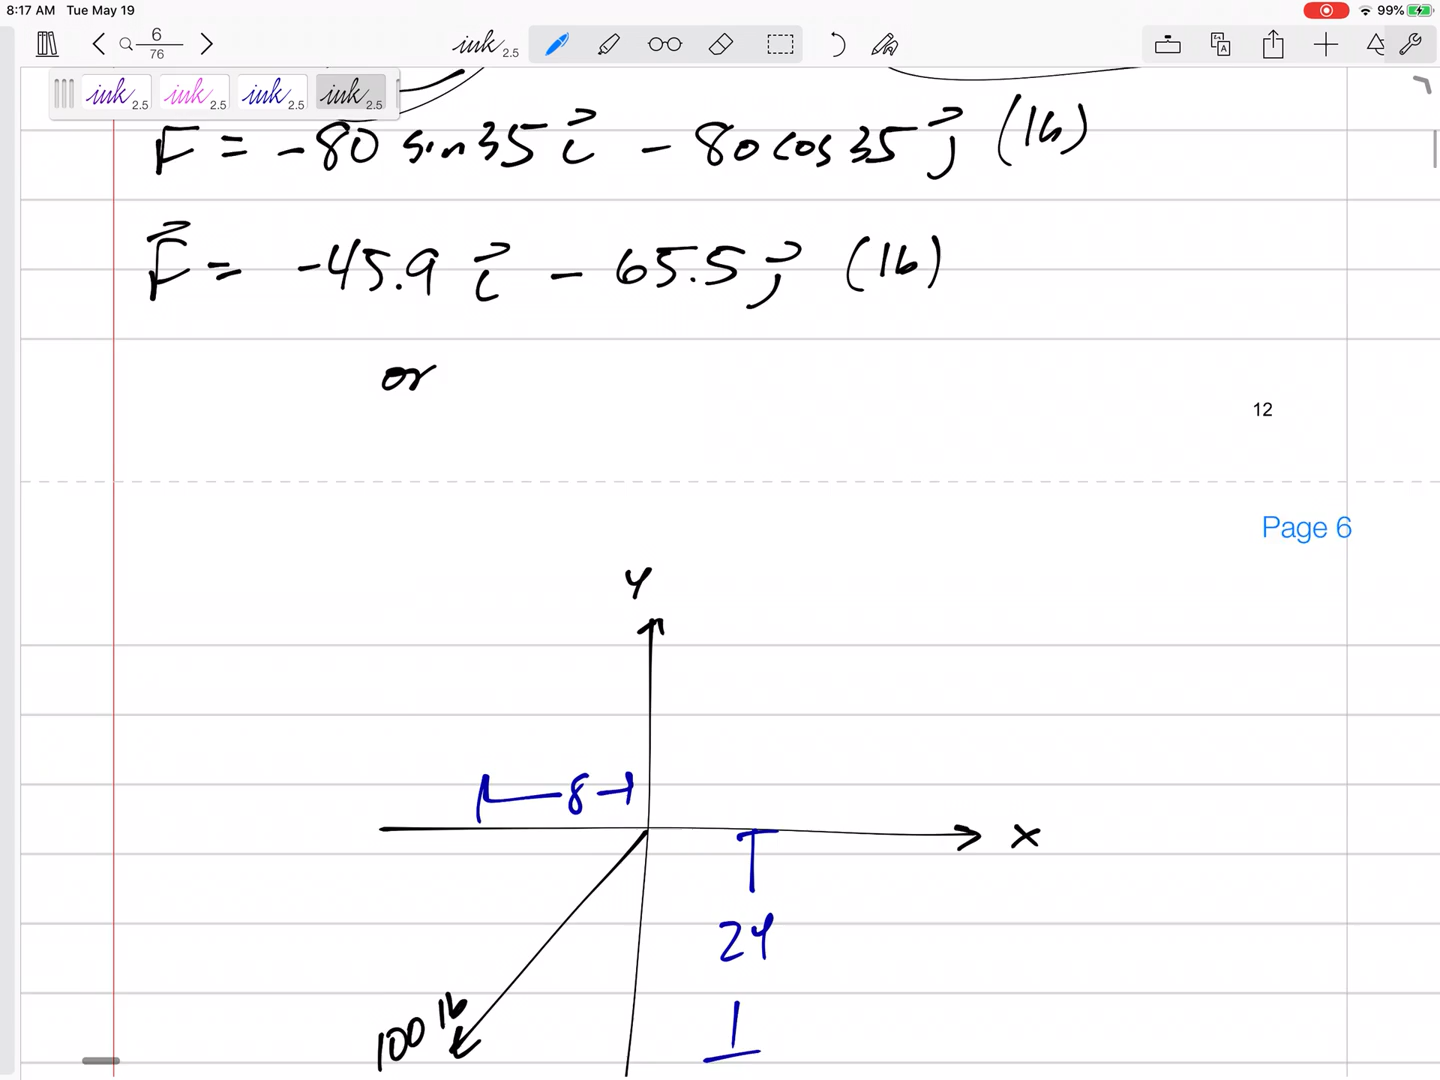 8:17 AM Tue May 19 99%
6
76
ink 2.5
ink 2.5 ink 2.5 ink 2.5 ink 2.5
F = -80 sin35 i⃗ - 80 cos 35 j⃗ (lb)
F⃗ = -45.9 i⃗ - 65.5 j⃗ (lb)
or
12
Page 6
y
8
x
24
100 lb